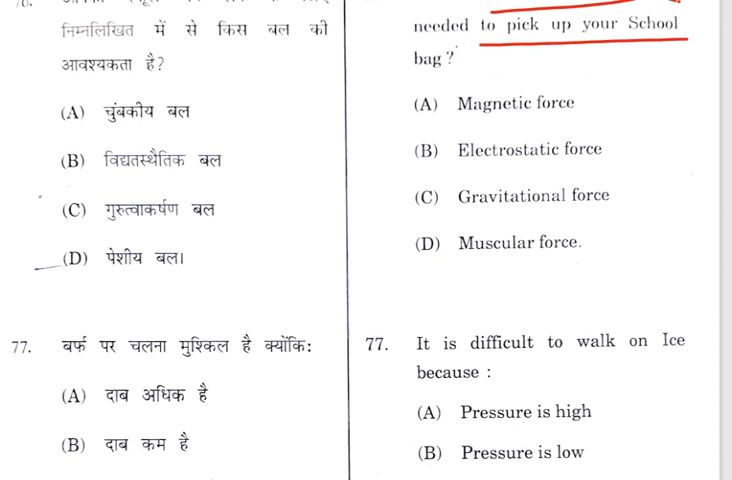 76.
निम्नलिखित में से किस बल की
आवश्यकता है?
(A) चुंबकीय बल
(B) विद्यतस्थैतिक बल
(C) गुरुत्वाकर्षण बल
(D) पेशीय बल।
77. बर्फ पर चलना मुश्किल है क्योंकि:
(A) दाब अधिक है
(B) दाब कम है
needed to pick up your School
bag ?
(A) Magnetic force
(B) Electrostatic force
(C) Gravitational force
(D) Muscular force.
77. It is difficult to walk on Ice
because :
(A) Pressure is high
(B) Pressure is low